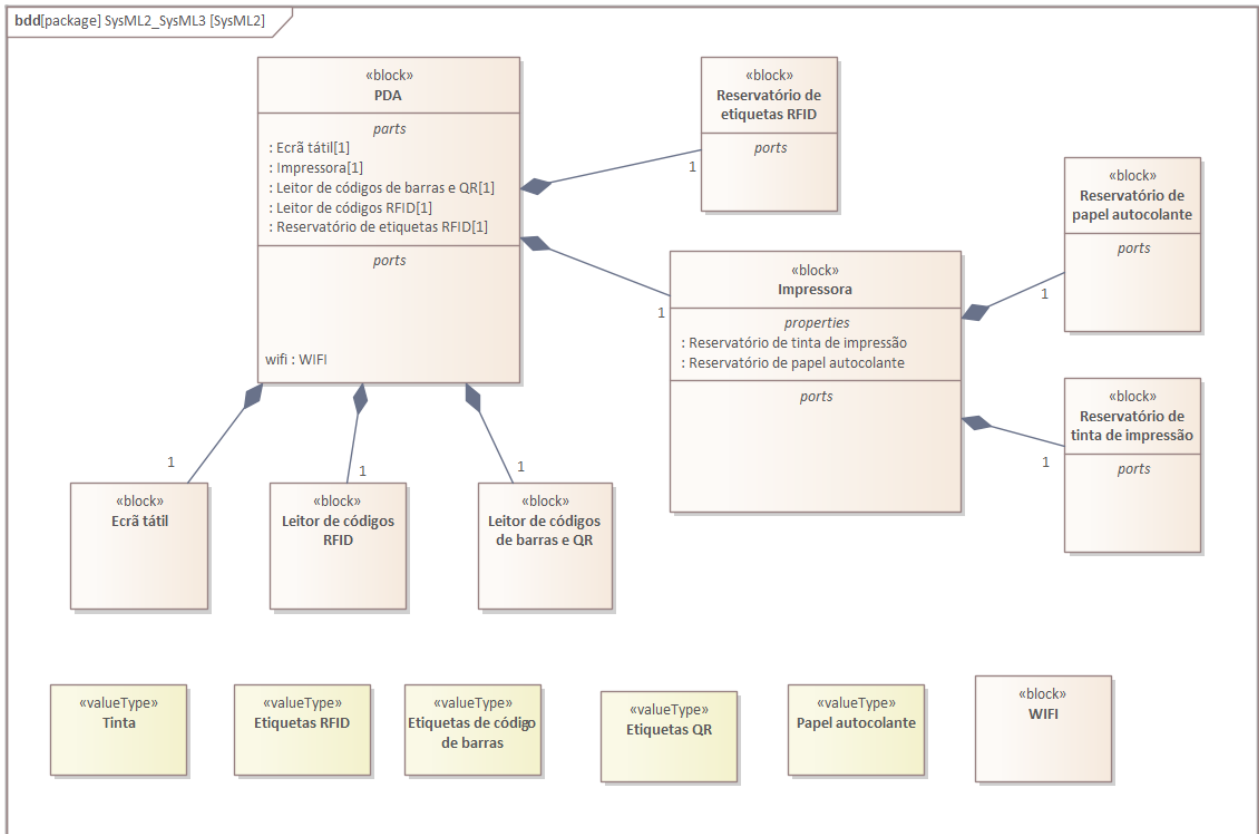 bdd[package] SysML2_SysML3 [SysML2]
«block»
PDA
parts
: Ecrã tátil[1]
: Impressora[1]
: Leitor de códigos de barras e QR[1]
: Leitor de códigos RFID[1]
: Reservatório de etiquetas RFID[1]
ports
wifi : WIFI
«block»
Reservatório de
etiquetas RFID
ports
1
«block»
Reservatório de
papel autocolante
ports
1
«block»
Impressora
properties
: Reservatório de tinta de impressão
: Reservatório de papel autocolante
ports
1
«block»
Reservatório de
tinta de impressão
ports
1
1
1
1
«block»
Ecrã tátil
«block»
Leitor de códigos
RFID
«block»
Leitor de códigos
de barras e QR
«valueType»
Tinta
«valueType»
Etiquetas RFID
«valueType»
Etiquetas de código
de barras
«valueType»
Etiquetas QR
«valueType»
Papel autocolante
«block»
WIFI